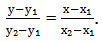 (y-y₁)/(y₂-y₁) = (x-x₁)/(x₂-x₁).